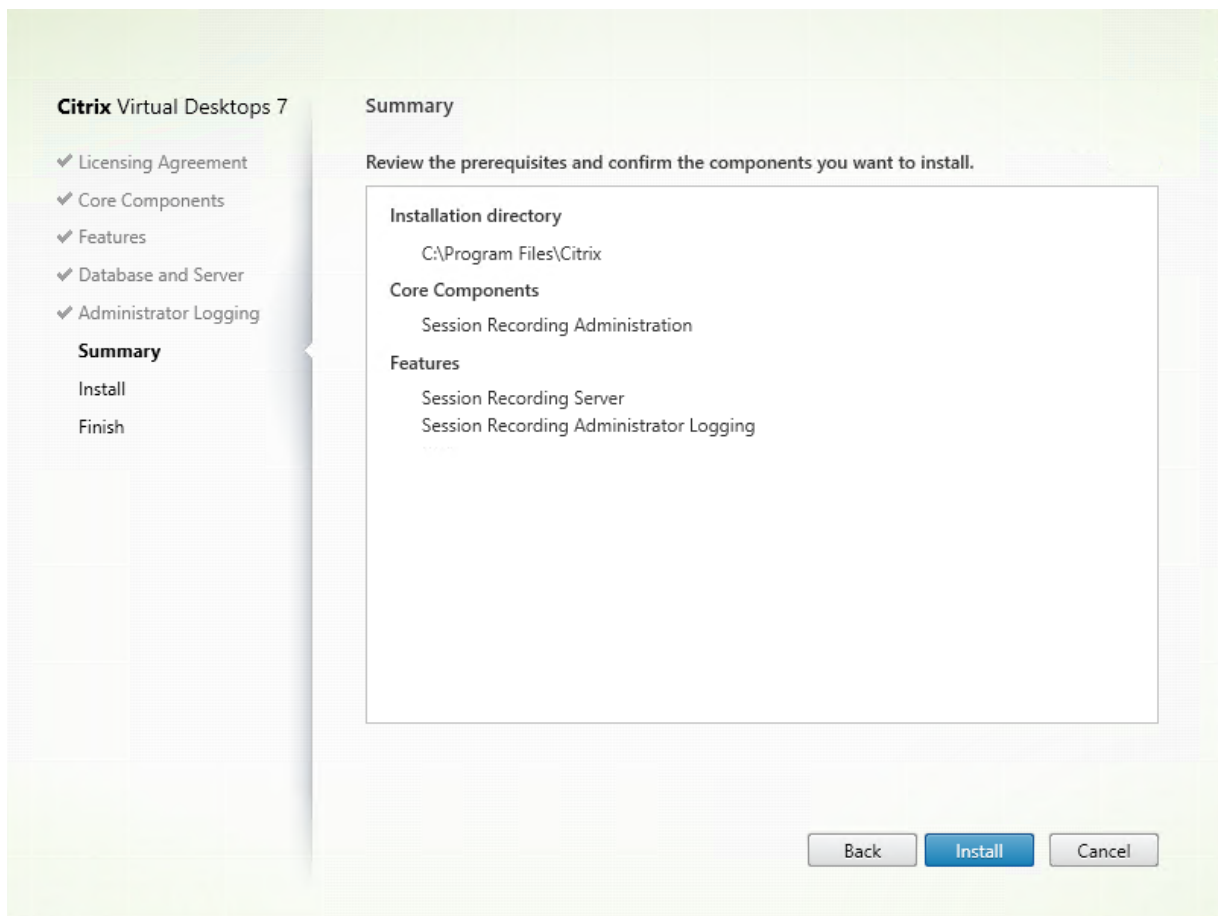 Citrix Virtual Desktops 7
Licensing Agreement
Core Components
Features
Database and Server
Administrator Logging
Summary
Install
Finish
Summary
Review the prerequisites and confirm the components you want to install.
Installation directory
C:\Program Files\Citrix
Core Components
Session Recording Administration
Features
Session Recording Server
Session Recording Administrator Logging
Back
Install
Cancel